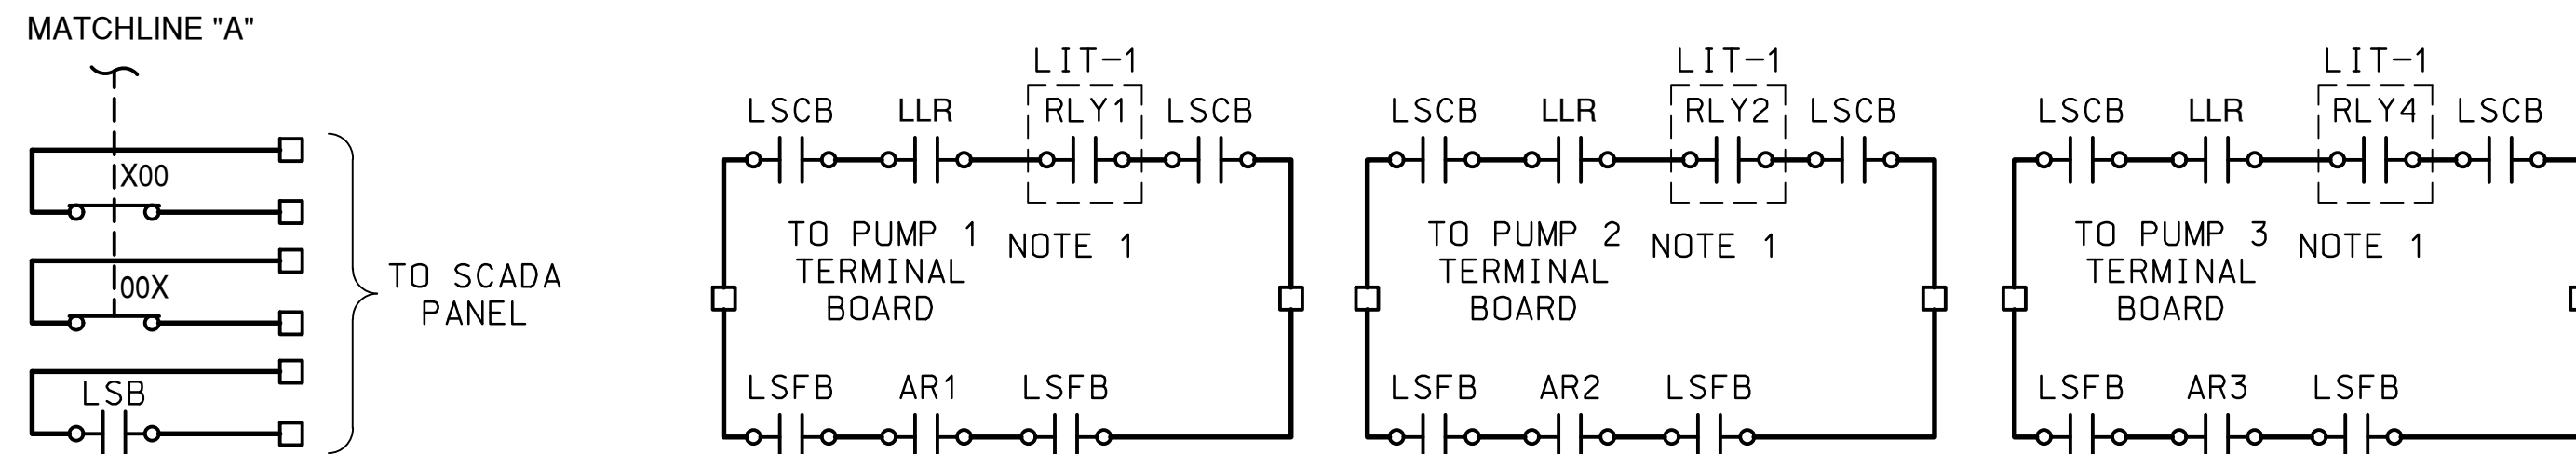 MATCHLINE "A"
X00
00X
LSB
TO SCADA
PANEL
LIT-1
LSCB LLR RLY1 LSCB
TO PUMP 1
TERMINAL
BOARD
NOTE 1
LSFB AR1 LSFB
LIT-1
LSCB LLR RLY2 LSCB
TO PUMP 2
TERMINAL
BOARD
NOTE 1
LSFB AR2 LSFB
LIT-1
LSCB LLR RLY4 LSCB
TO PUMP 3
TERMINAL
BOARD
NOTE 1
LSFB AR3 LSFB